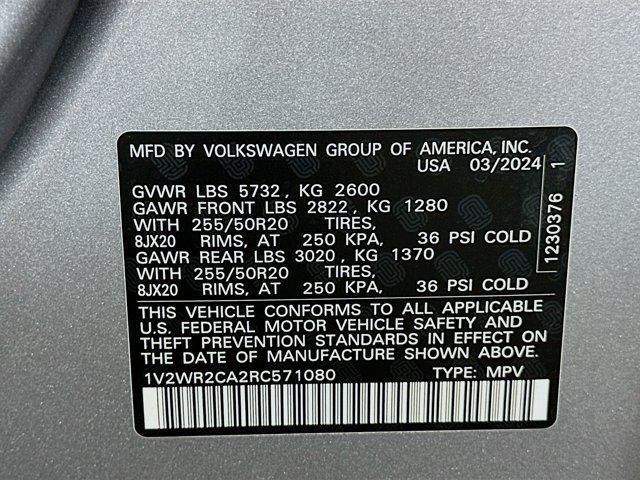 MFD BY VOLKSWAGEN GROUP OF AMERICA, INC.
USA 03/2024
GVWR LBS 5732 , KG 2600
GAWR FRONT LBS 2822 , KG 1280
WITH 255/50R20 TIRES,
8JX20 RIMS, AT 250 KPA, 36 PSI COLD
GAWR REAR LBS 3020 , KG 1370
WITH 255/50R20 TIRES,
8JX20 RIMS, AT 250 KPA, 36 PSI COLD
1230376 1
THIS VEHICLE CONFORMS TO ALL APPLICABLE
U.S. FEDERAL MOTOR VEHICLE SAFETY AND
THEFT PREVENTION STANDARDS IN EFFECT ON
THE DATE OF MANUFACTURE SHOWN ABOVE.
1V2WR2CA2RC571080 TYPE: MPV